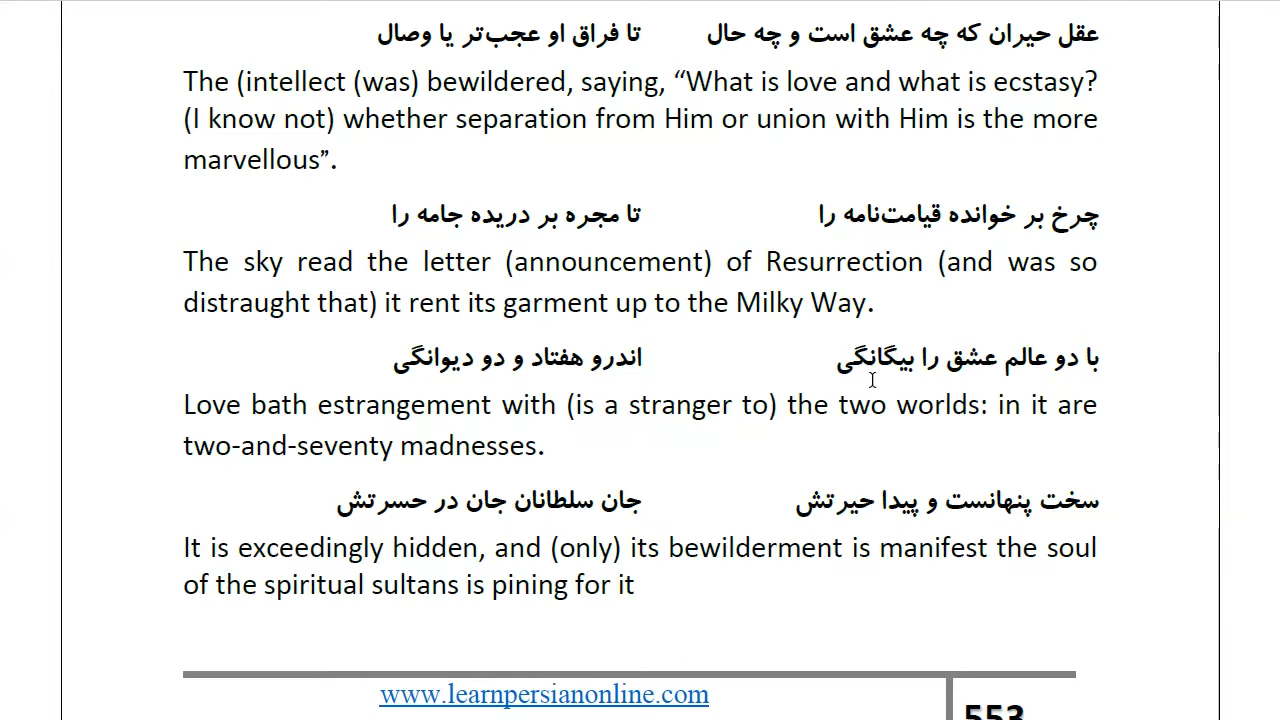 عقل حیران که چه عشق است و چه حال تا فراق او عجب‌تر یا وصال
The (intellect (was) bewildered, saying, “What is love and what is ecstasy?
(I know not) whether separation from Him or union with Him is the more
marvellous”.
چرخ بر خوانده قیامت‌نامه را تا مجره بر دریده جامه را
The sky read the letter (announcement) of Resurrection (and was so
distraught that) it rent its garment up to the Milky Way.
با دو عالم عشق را بیگانگی اندرو هفتاد و دو دیوانگی
Love bath estrangement with (is a stranger to) the two worlds: in it are
two-and-seventy madnesses.
سخت پنهانست و پیدا حیرتش جان سلطانان جان در حسرتش
It is exceedingly hidden, and (only) its bewilderment is manifest the soul
of the spiritual sultans is pining for it
www.learnpersianonline.com
553